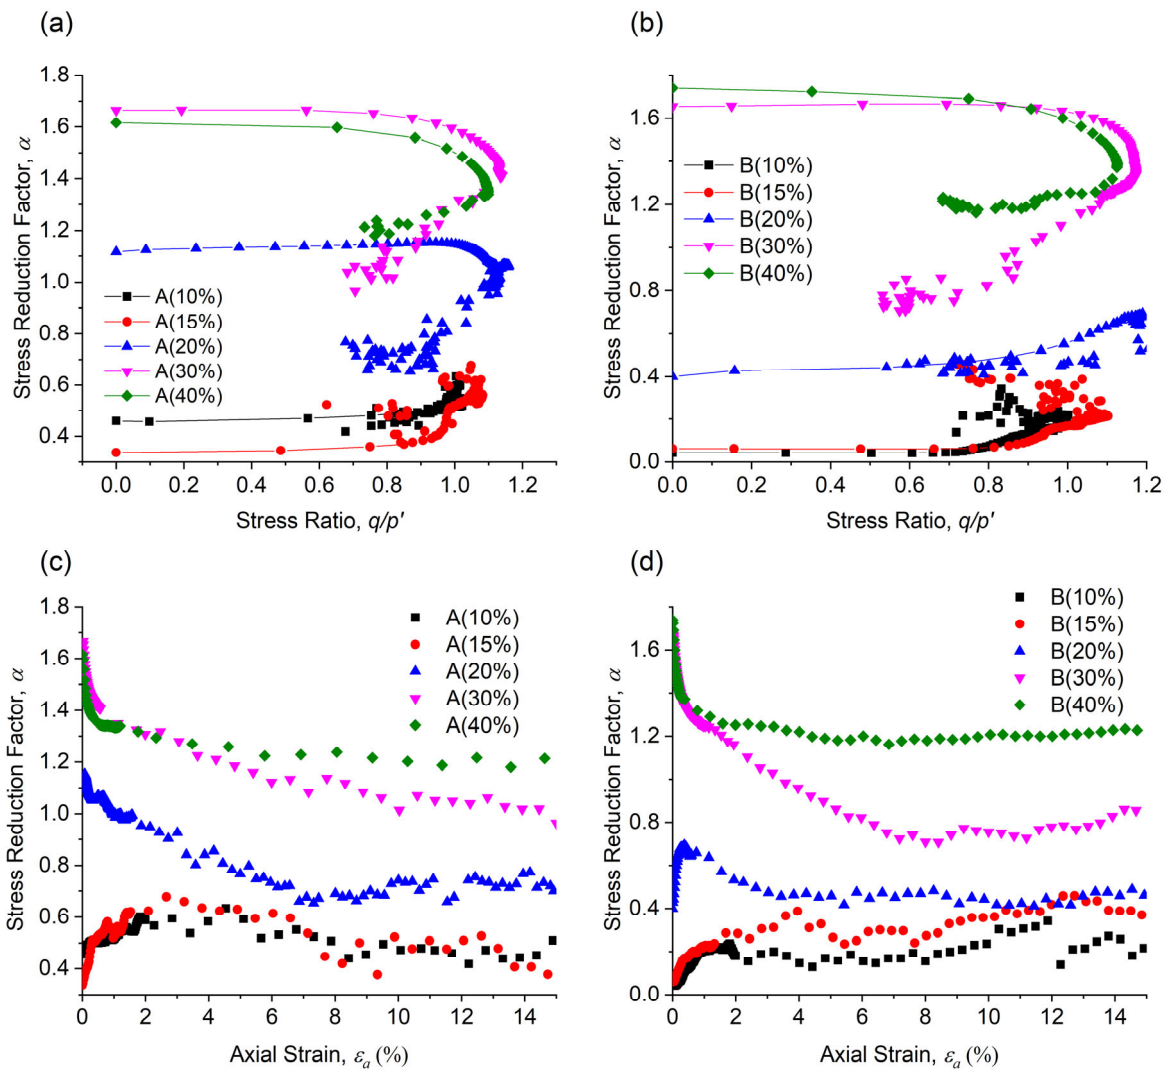 (a)
Stress Reduction Factor, α
1.8
1.6
1.4
1.2
1.0
0.8
0.6
0.4
A(10%)
A(15%)
A(20%)
A(30%)
A(40%)
0.0 0.2 0.4 0.6 0.8 1.0 1.2
Stress Ratio, q/p'
(b)
Stress Reduction Factor, α
1.6
1.2
0.8
0.4
0.0
B(10%)
B(15%)
B(20%)
B(30%)
B(40%)
0.0 0.2 0.4 0.6 0.8 1.0 1.2
Stress Ratio, q/p'
(c)
Stress Reduction Factor, α
1.8
1.6
1.4
1.2
1.0
0.8
0.6
0.4
A(10%)
A(15%)
A(20%)
A(30%)
A(40%)
0 2 4 6 8 10 12 14
Axial Strain, εa (%)
(d)
Stress Reduction Factor, α
1.6
1.2
0.8
0.4
0.0
B(10%)
B(15%)
B(20%)
B(30%)
B(40%)
0 2 4 6 8 10 12 14
Axial Strain, εa (%)